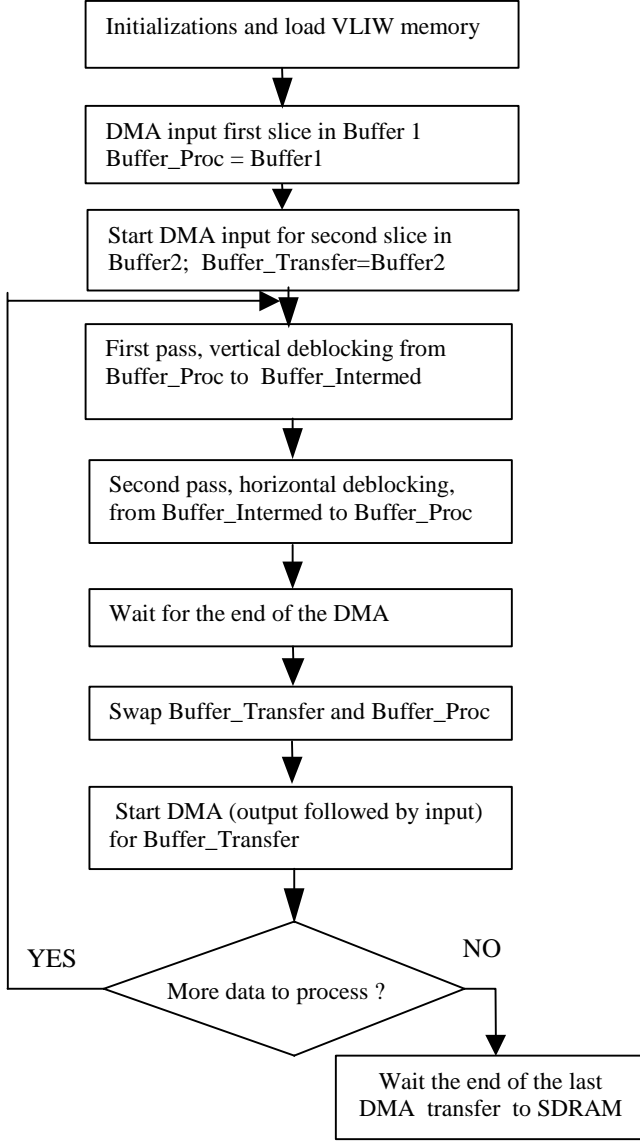 Initializations and load VLIW memory
DMA input first slice in Buffer 1
Buffer_Proc = Buffer1
Start DMA input for second slice in
Buffer2; Buffer_Transfer=Buffer2
First pass, vertical deblocking from
Buffer_Proc to Buffer_Intermed
Second pass, horizontal deblocking,
from Buffer_Intermed to Buffer_Proc
Wait for the end of the DMA
Swap Buffer_Transfer and Buffer_Proc
Start DMA (output followed by input)
for Buffer_Transfer
YES
NO
More data to process ?
Wait the end of the last
DMA transfer to SDRAM